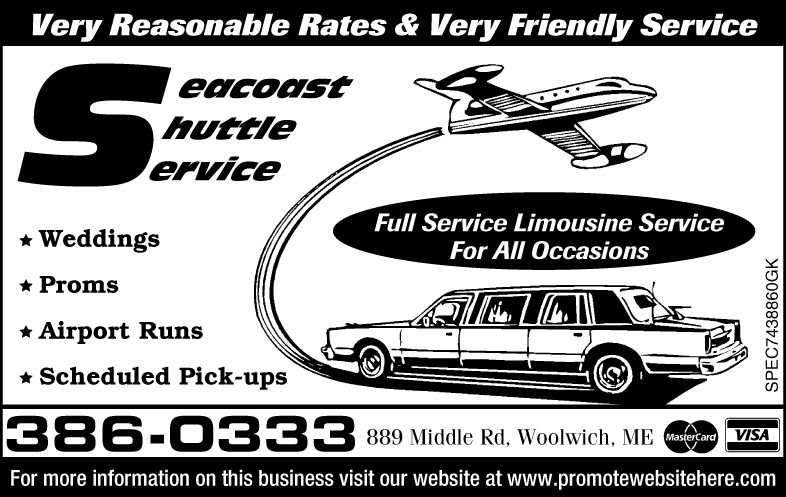 Very Reasonable Rates & Very Friendly Service
Seacoast
Shuttle
Service
Full Service Limousine Service
For All Occasions
★ Weddings
★ Proms
★ Airport Runs
★ Scheduled Pick-ups
SPEC7438860GK
386-0333 889 Middle Rd, Woolwich, ME MasterCard VISA
For more information on this business visit our website at www.promotewebsitehere.com